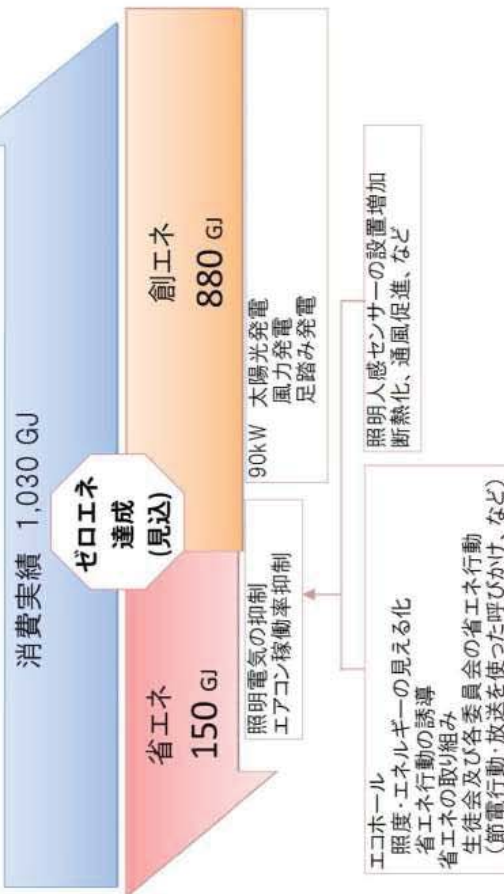 消費実績 1,030 GJ
ゼロエネ
達成
(見込)
省エネ
150 GJ
創エネ
880 GJ
照明電気の抑制
エアコン稼働率抑制
90kW 太陽光発電
風力発電
足踏み発電
エコホール
照度・エネルギーの見える化
省エネ行動の誘導
省エネの取り組み
生徒会及び各委員会の省エネ行動
(節電行動：放送を使った呼びかけ、など)
照明人感センサーの設置増加
断熱化、通風促進、など